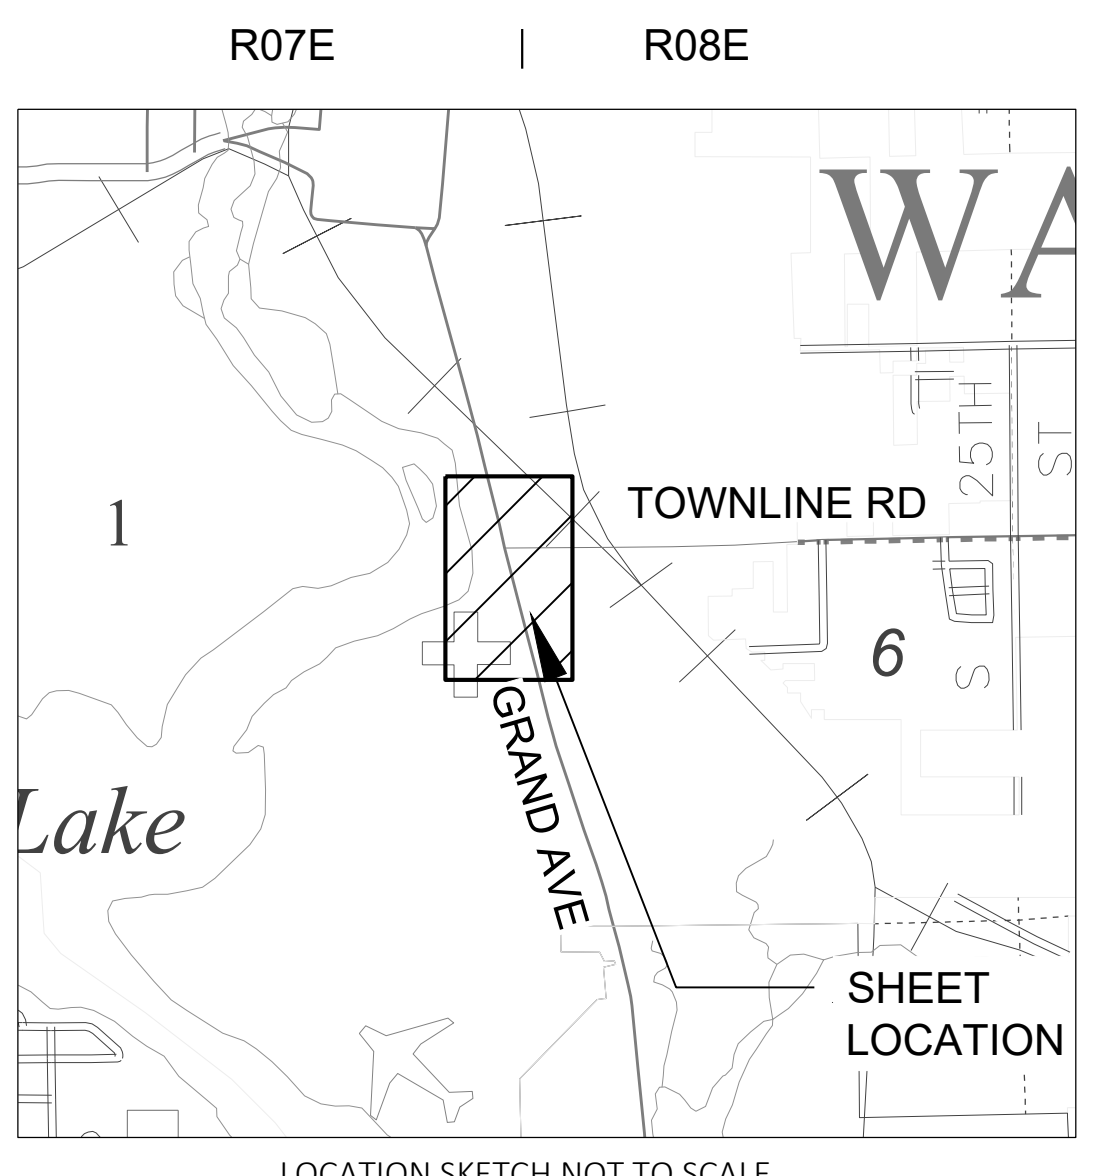 R07E | R08E
WA
25TH
ST
TOWNLINE RD
1
6
S
GRAND AVE
Lake
SHEET
LOCATION
LOCATION SKETCH NOT TO SCALE